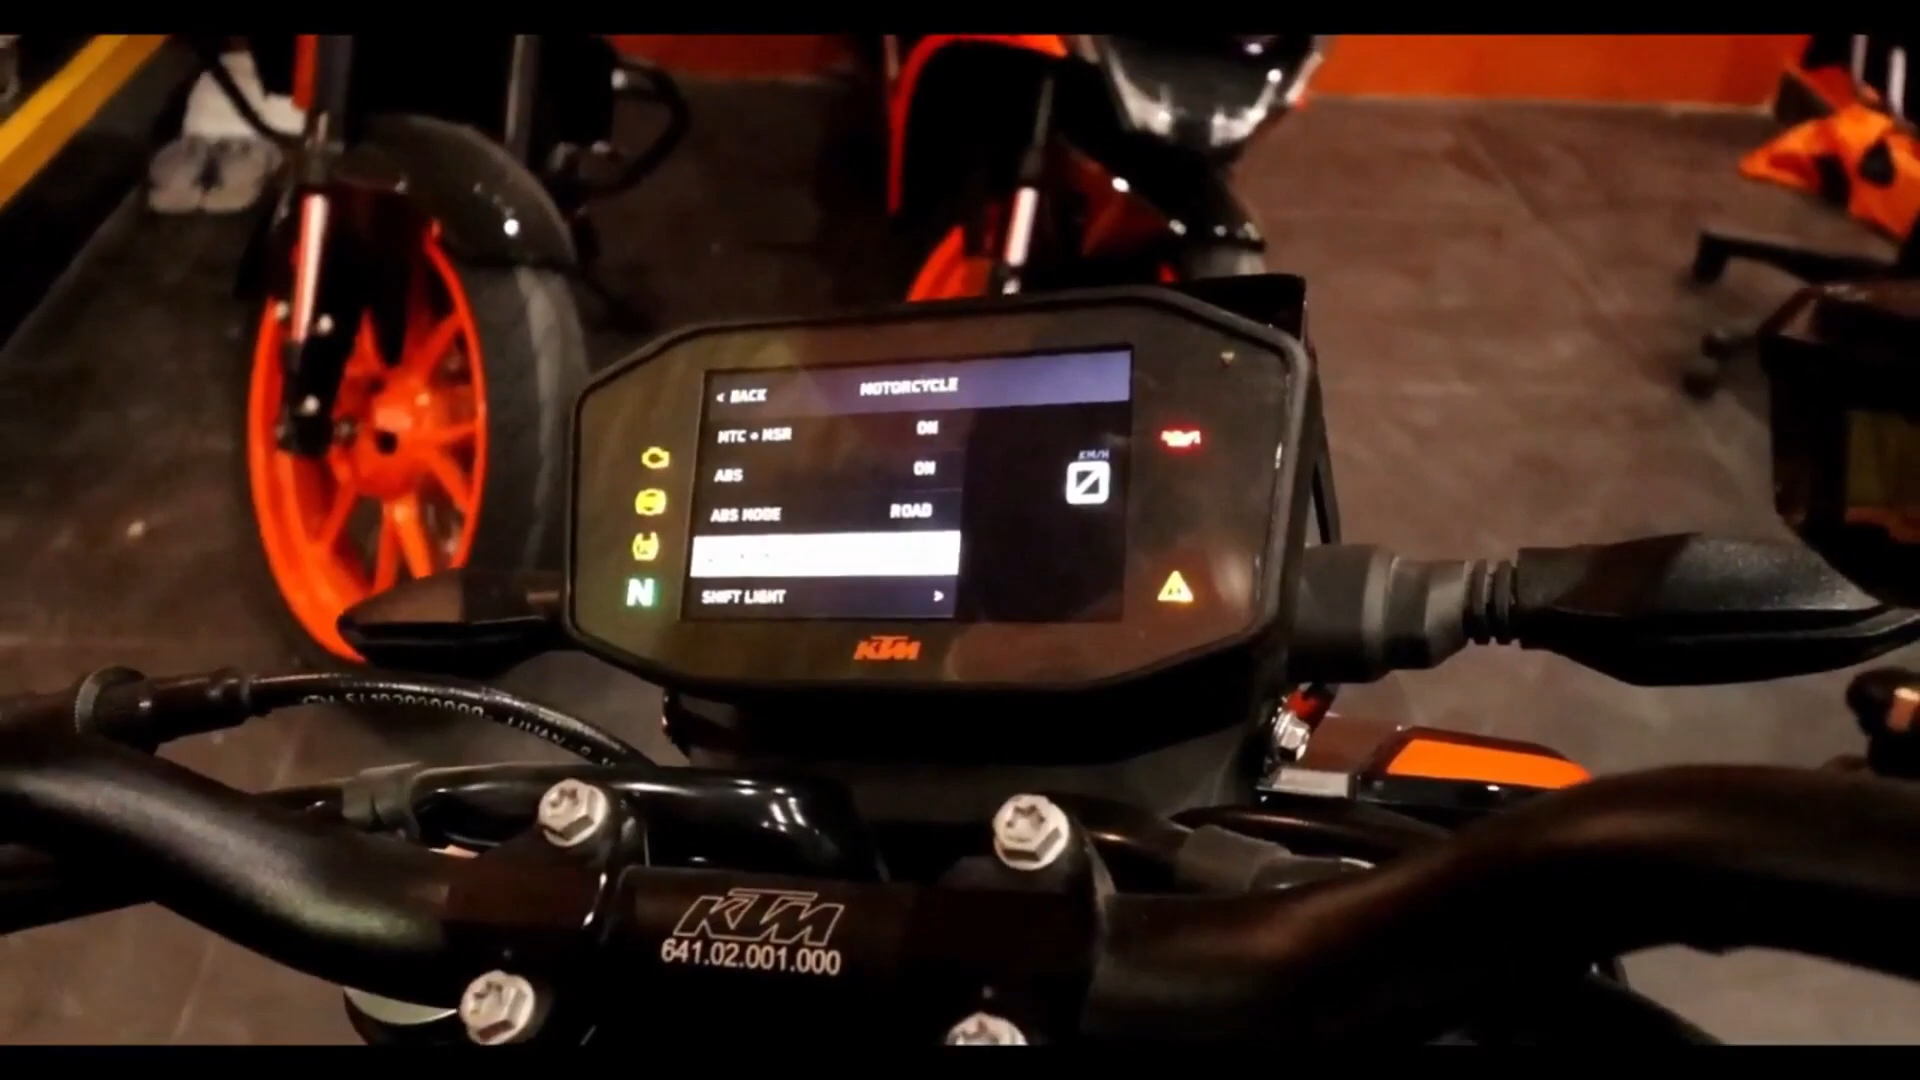 < BACK MOTORCYCLE
MTC + MSR ON
ABS ON
ABS MODE ROAD
SHIFT LIGHT >
KM/H
0
N
KTM
KTM
641.02.001.000